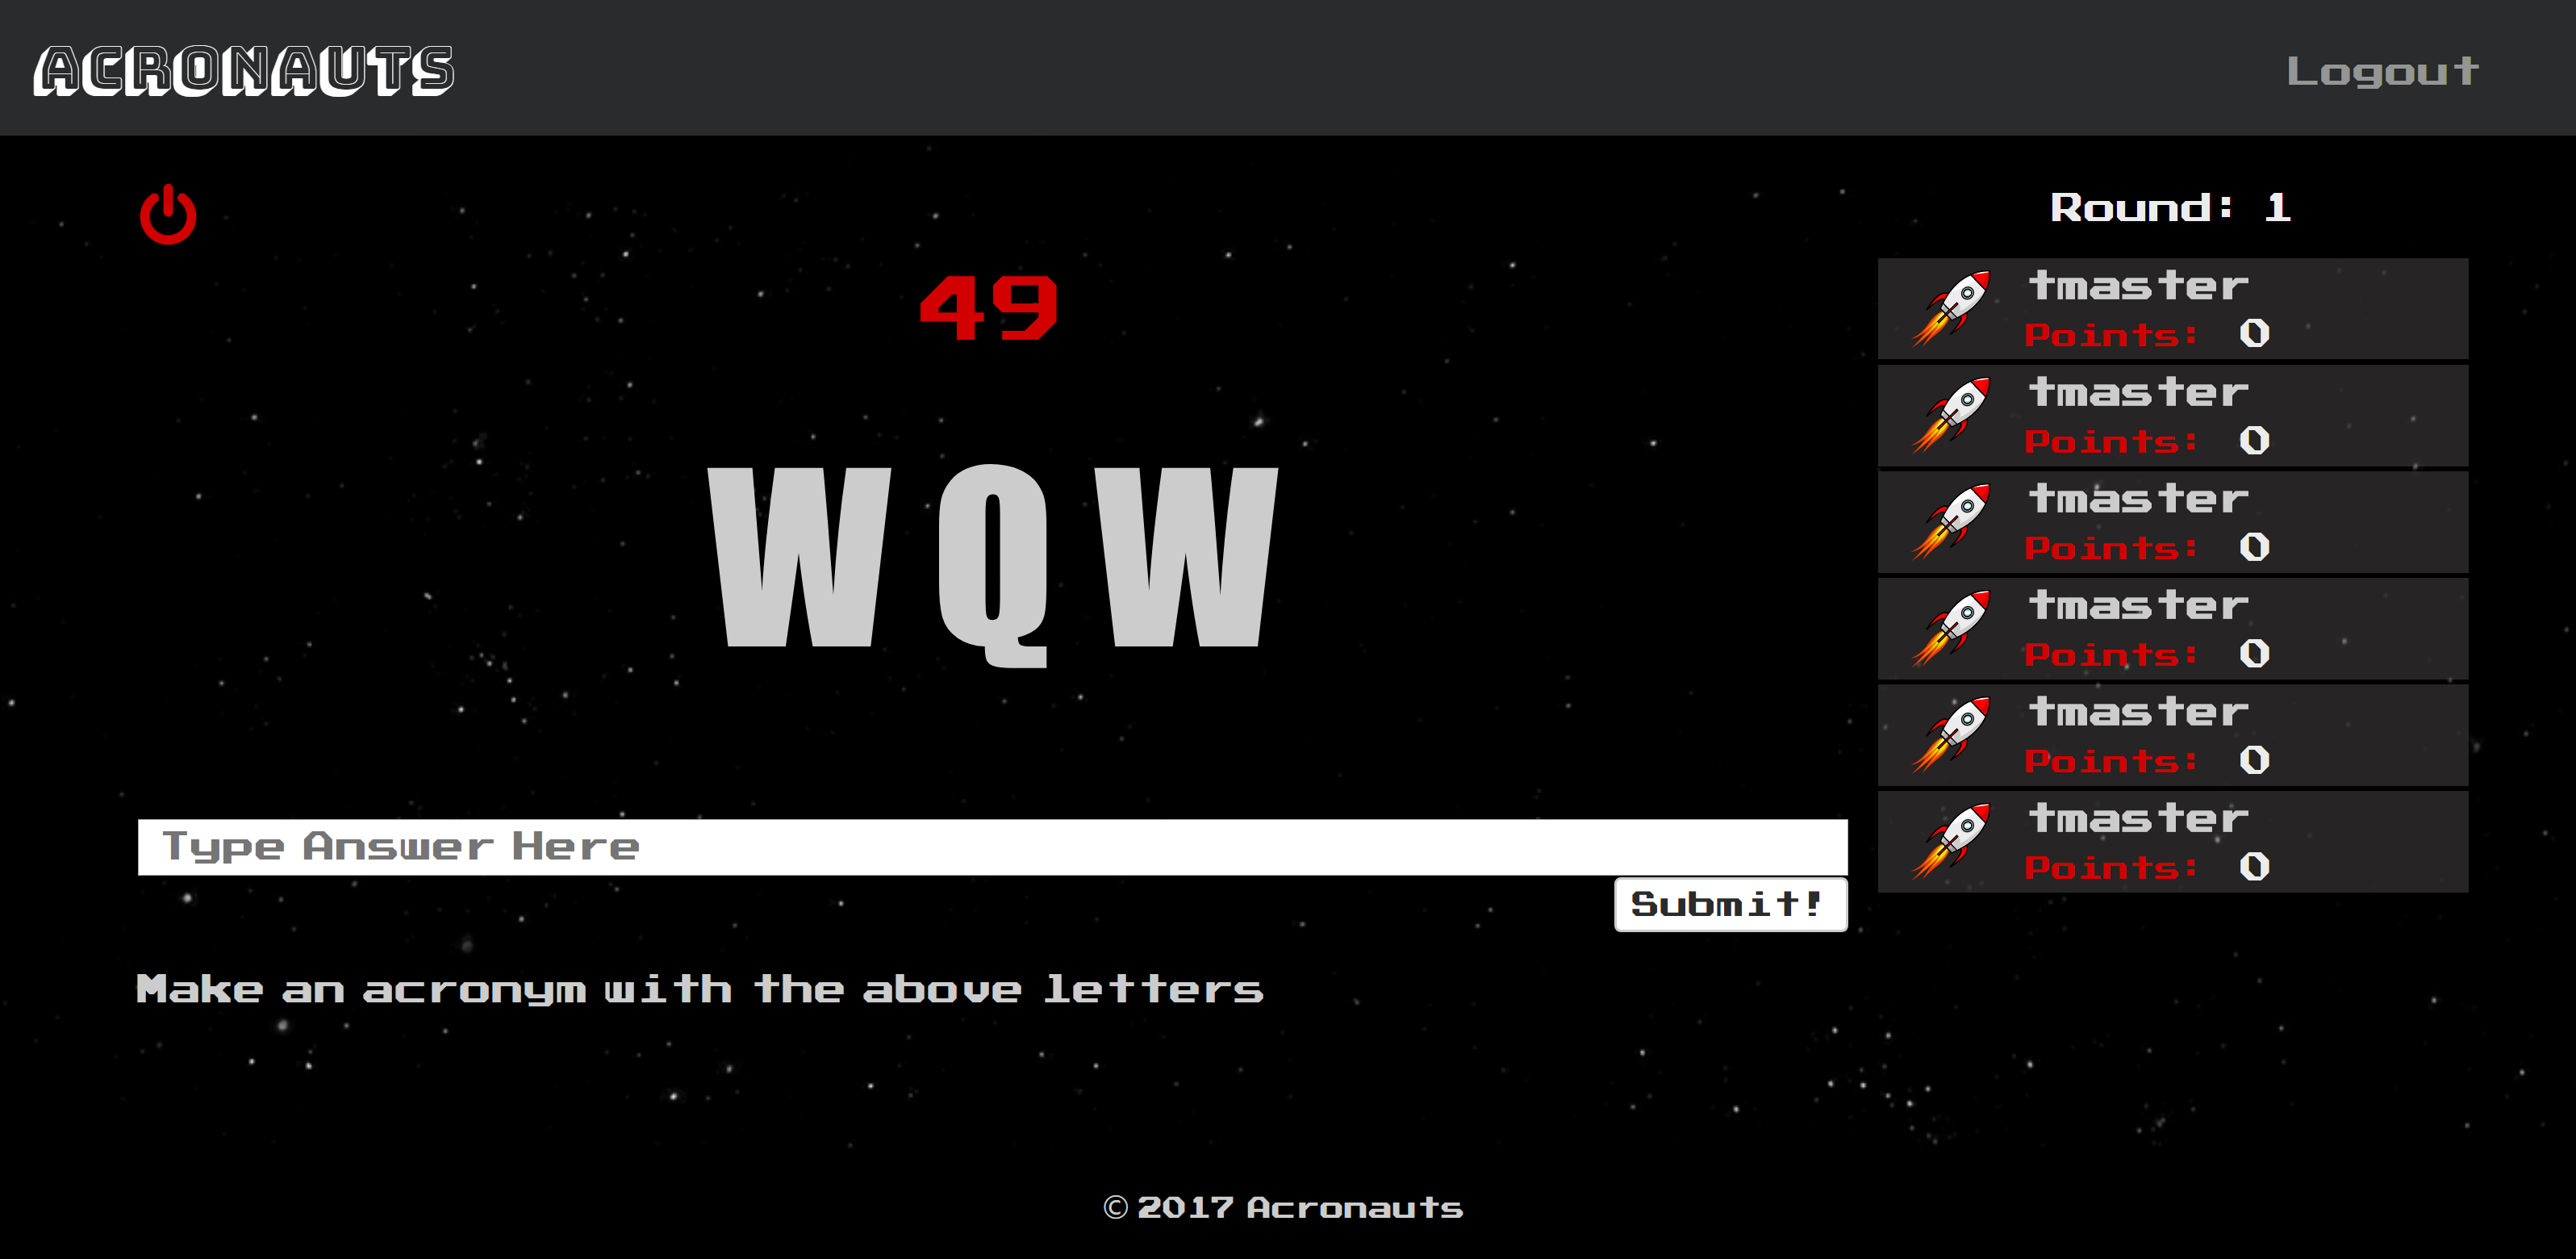 ACRONAUTS
Logout
49
WQW
Type Answer Here
Submit!
Make an acronym with the above letters
Round: 1
tmaster
Points: 0
tmaster
Points: 0
tmaster
Points: 0
tmaster
Points: 0
tmaster
Points: 0
tmaster
Points: 0
© 2017 Acronauts